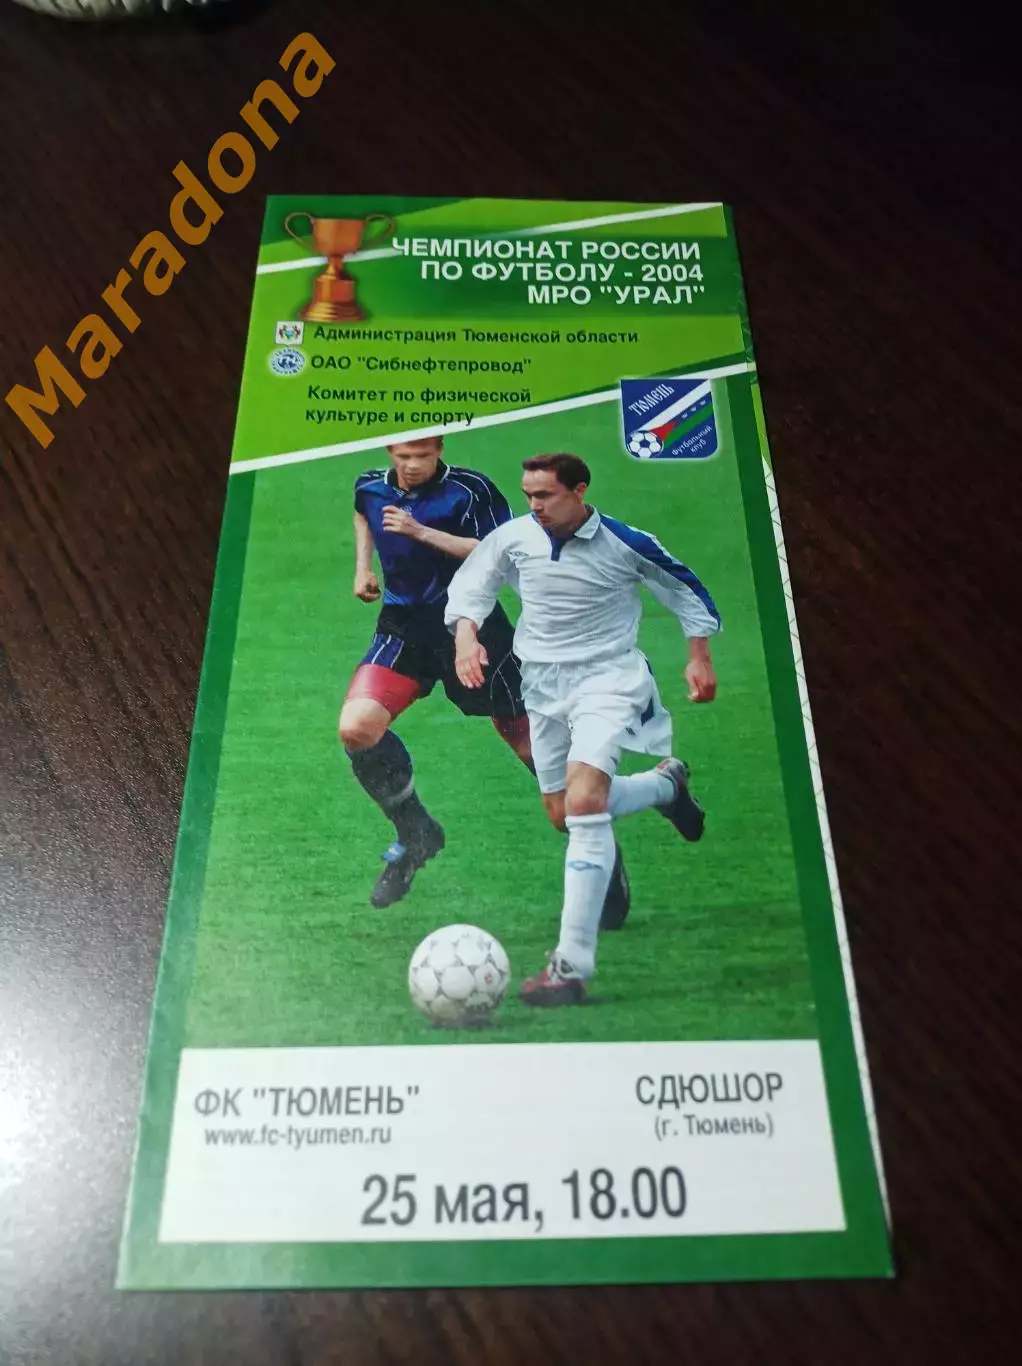 Maradona
ЧЕМПИОНАТ РОССИИ
ПО ФУТБОЛУ - 2004
МРО "УРАЛ"
Администрация Тюменской области
ОАО "Сибнефтепровод"
Комитет по физической
культуре и спорту
ТЮМЕНЬ
Футбольный
клуб
ФК "ТЮМЕНЬ"
www.fc-tyumen.ru
СДЮШОР
(г. Тюмень)
25 мая, 18.00